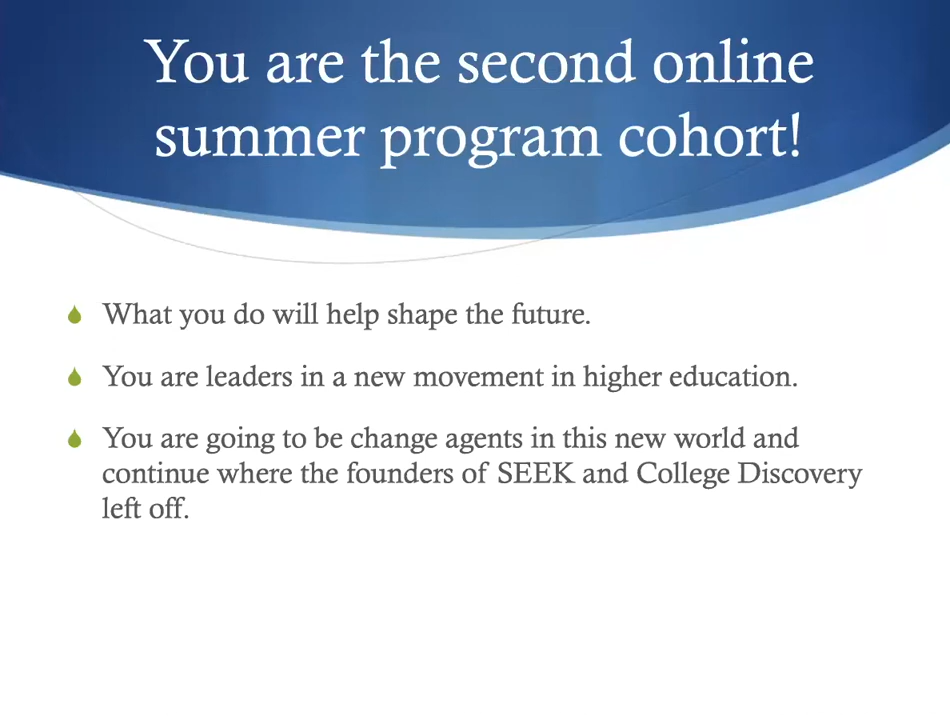 You are the second online
summer program cohort!
What you do will help shape the future.
You are leaders in a new movement in higher education.
You are going to be change agents in this new world and
continue where the founders of SEEK and College Discovery
left off.